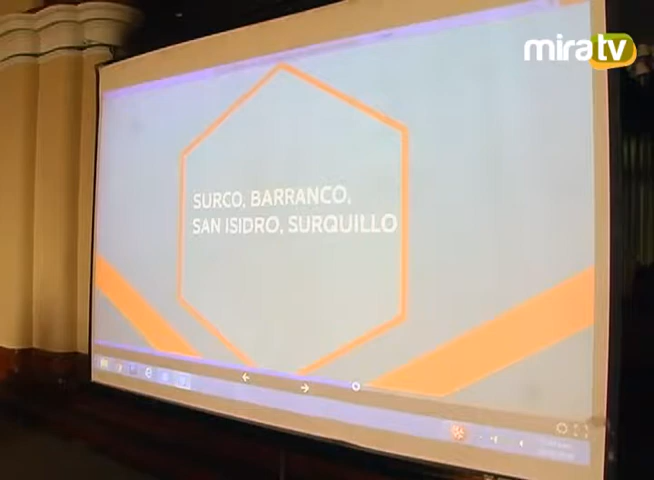 miratv
SURCO, BARRANCO,
SAN ISIDRO, SURQUILLO